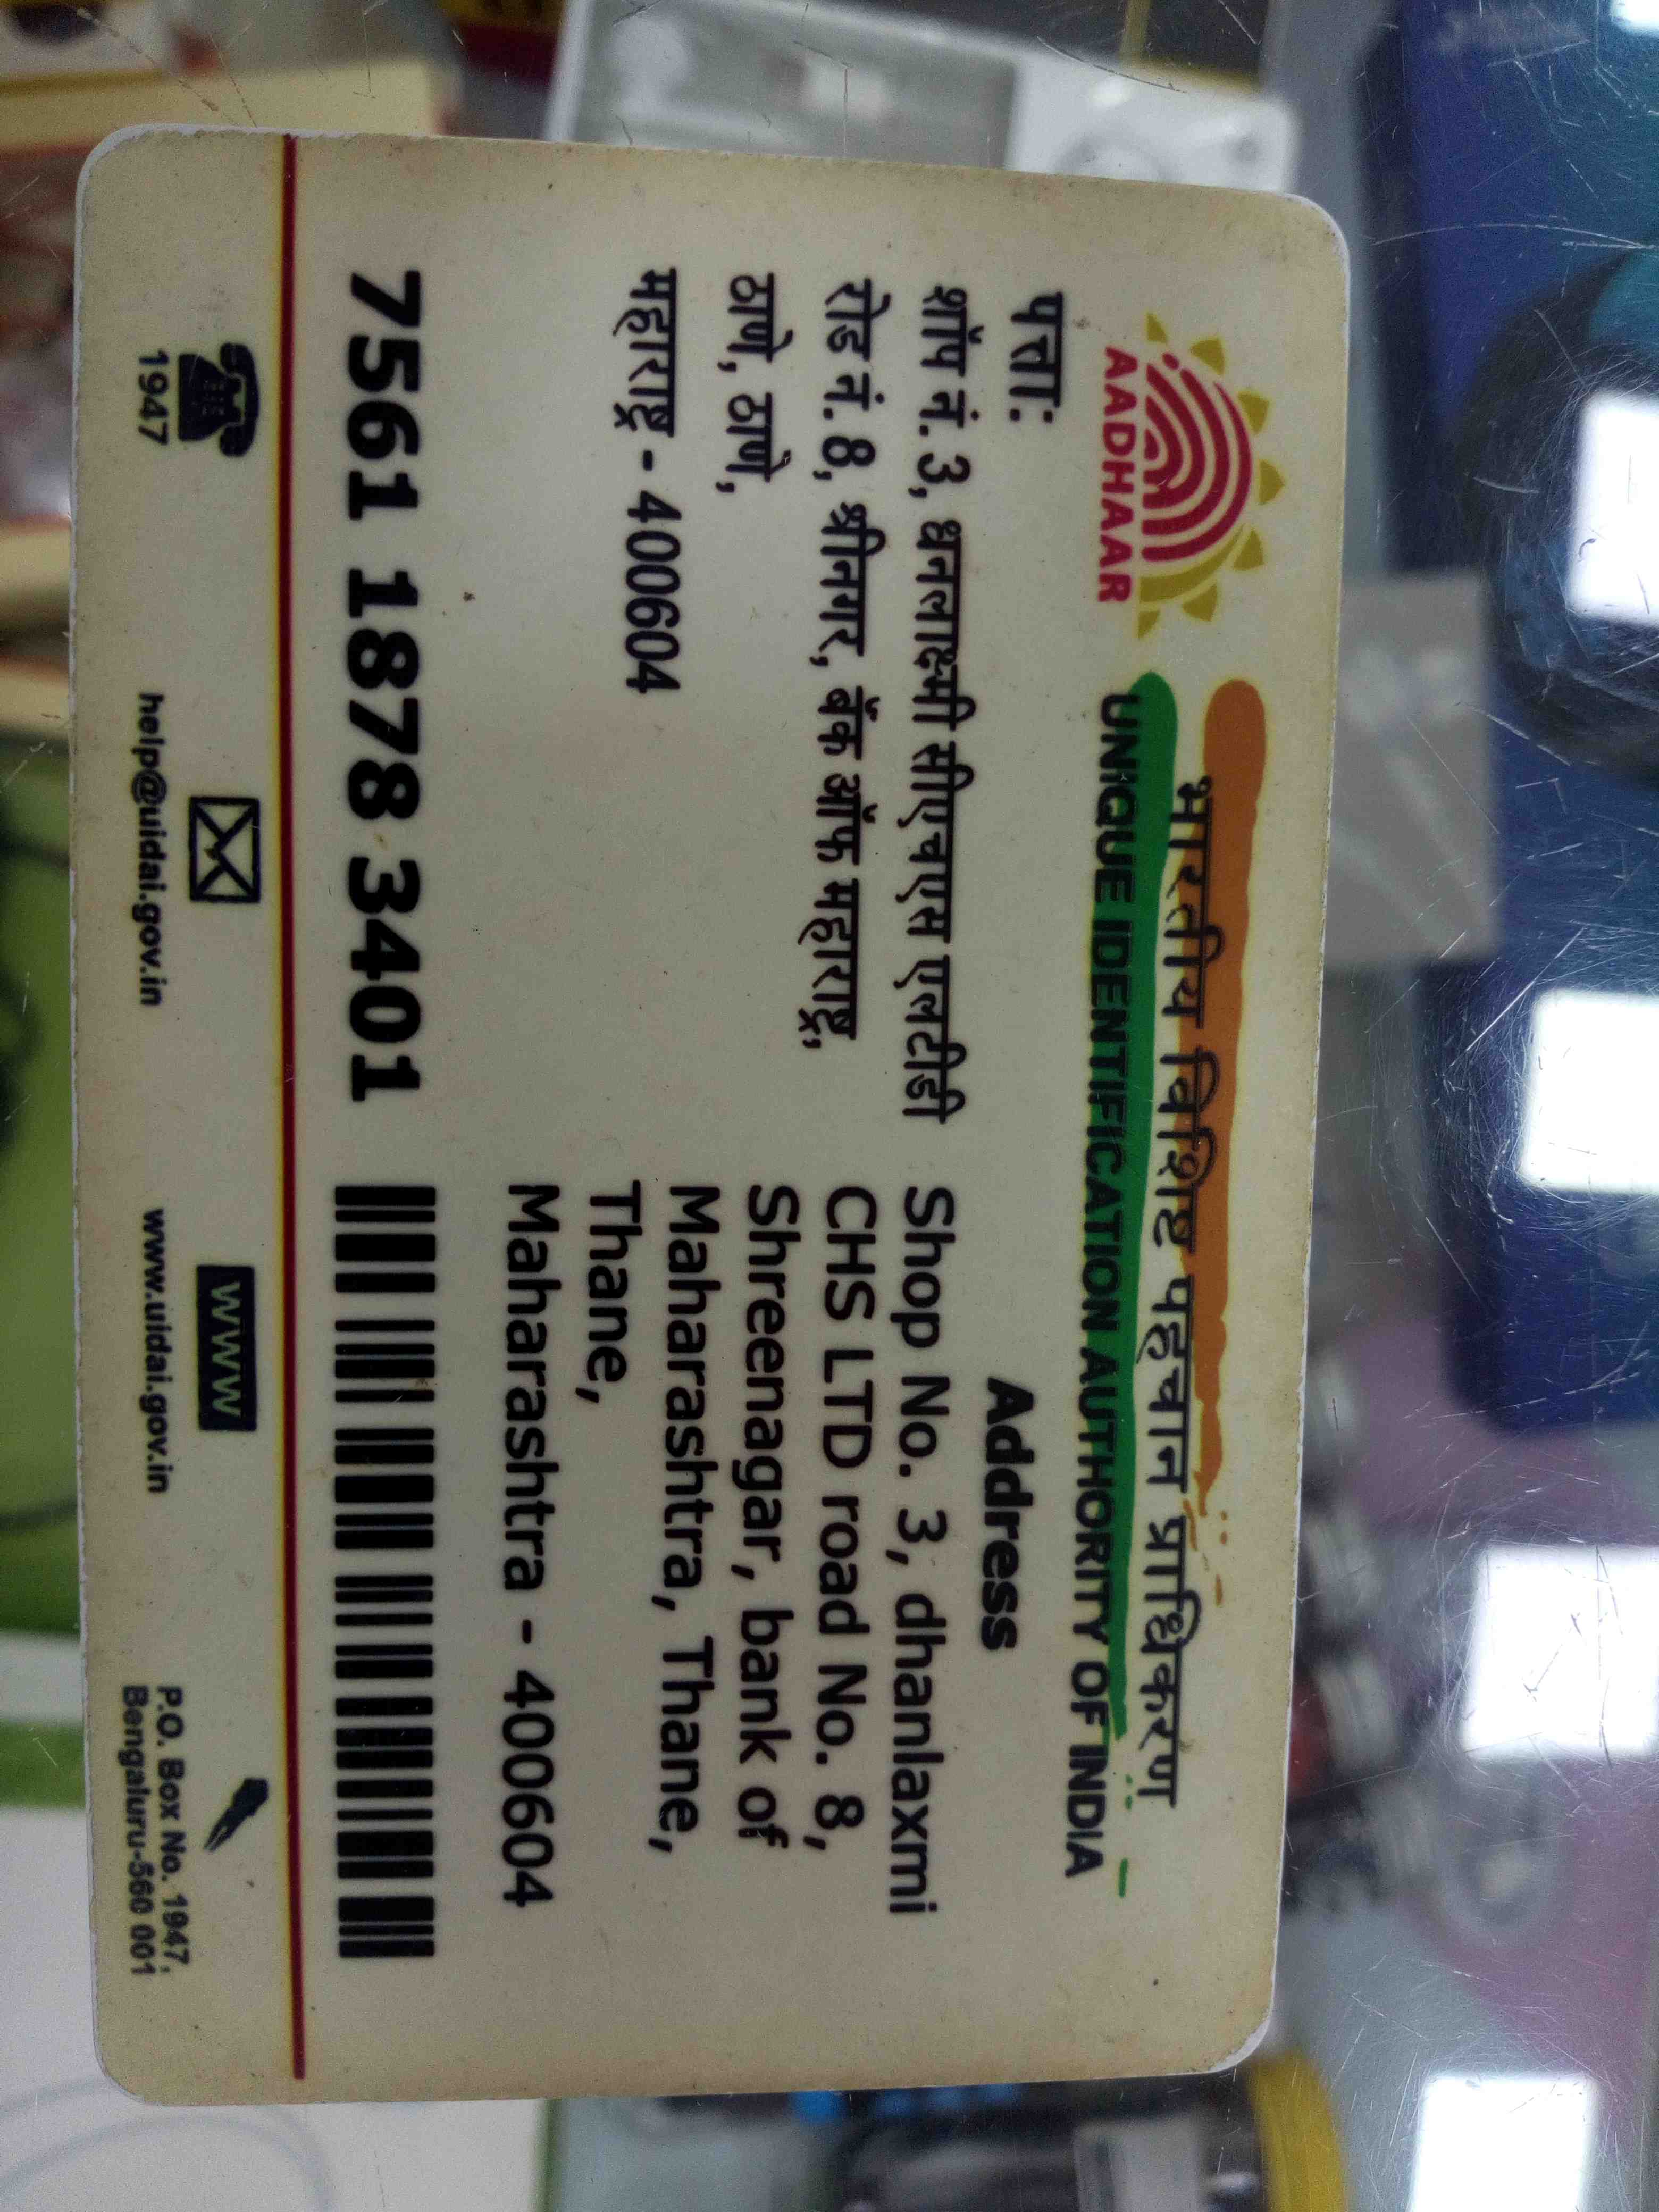 भारतीय विशिष्ट पहचान प्राधिकरण
AADHAAR
UNIQUE IDENTIFICATION AUTHORITY OF INDIA
पत्ता:
शॉप नं. 3, धनलाक्ष्मी सीएचएस एलटीडी
रोड नं. 8, श्रीनगर, बॅंक ऑफ महाराष्ट्र,
ठाणे, ठाणे,
महाराष्ट्र - 400604
Address
Shop No. 3, dhanlaxmi
CHS LTD road No. 8,
Shreenagar, bank of
Maharashtra, Thane,
Thane,
Maharashtra - 400604
7561 1878 3401
1947
help@uidai.gov.in
www
www.uidai.gov.in
P.O. Box No. 1947,
Bengaluru-560 001